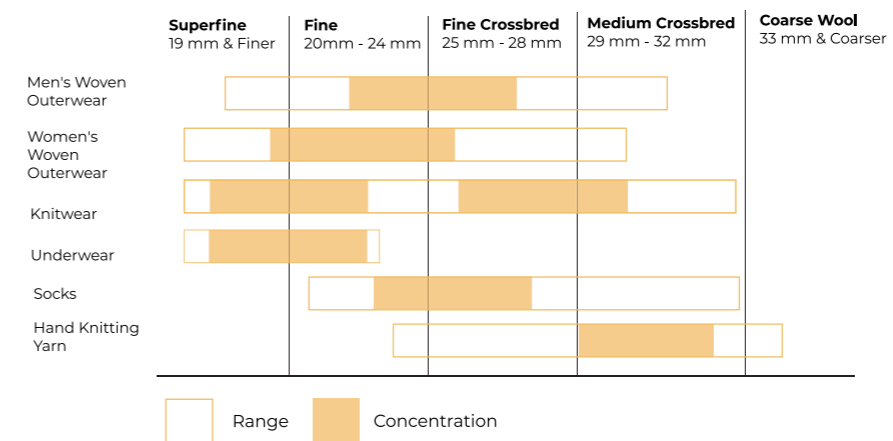 Superfine
19 mm & Finer
Fine
20mm - 24 mm
Fine Crossbred
25 mm - 28 mm
Medium Crossbred
29 mm - 32 mm
Coarse Wool
33 mm & Coarser
Men's Woven
Outerwear
Women's
Woven
Outerwear
Knitwear
Underwear
Socks
Hand Knitting
Yarn
Range
Concentration